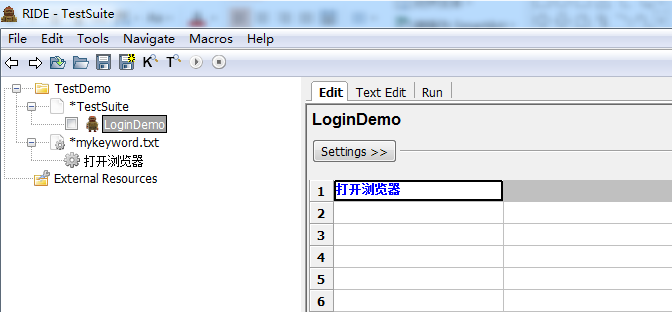 RIDE - TestSuite
File Edit Tools Navigate Macros Help
TestDemo
*TestSuite
LoginDemo
*mykeyword.txt
打开浏览器
External Resources
Edit Text Edit Run
LoginDemo
Settings >>
1 打开浏览器
2
3
4
5
6